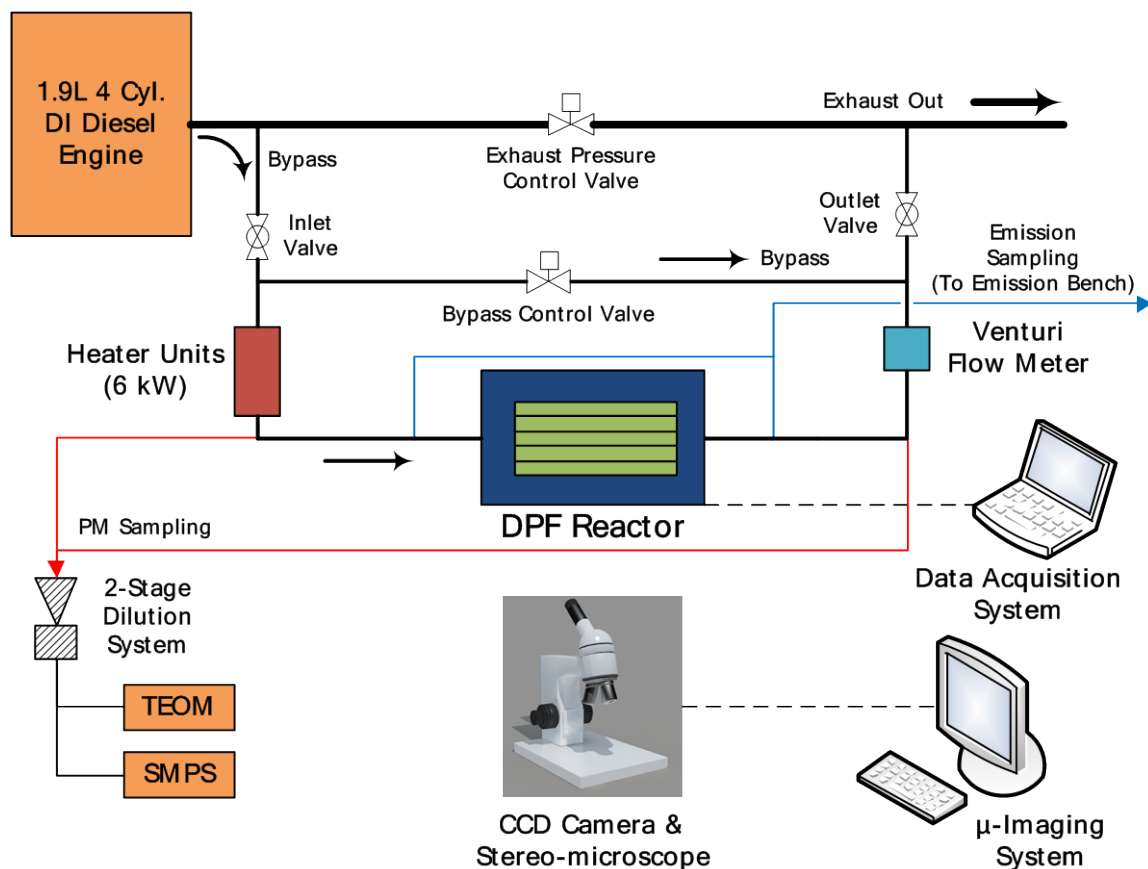 1.9L 4 Cyl.
DI Diesel
Engine
Exhaust Out
Bypass
Exhaust Pressure
Control Valve
Inlet
Valve
Outlet
Valve
Emission
Sampling
(To Emission Bench)
Bypass
Bypass Control Valve
Heater Units
(6 kW)
Venturi
Flow Meter
DPF Reactor
PM Sampling
2-Stage
Dilution
System
Data Acquisition
System
TEOM
SMPS
CCD Camera &
Stereo-microscope
µ-Imaging
System